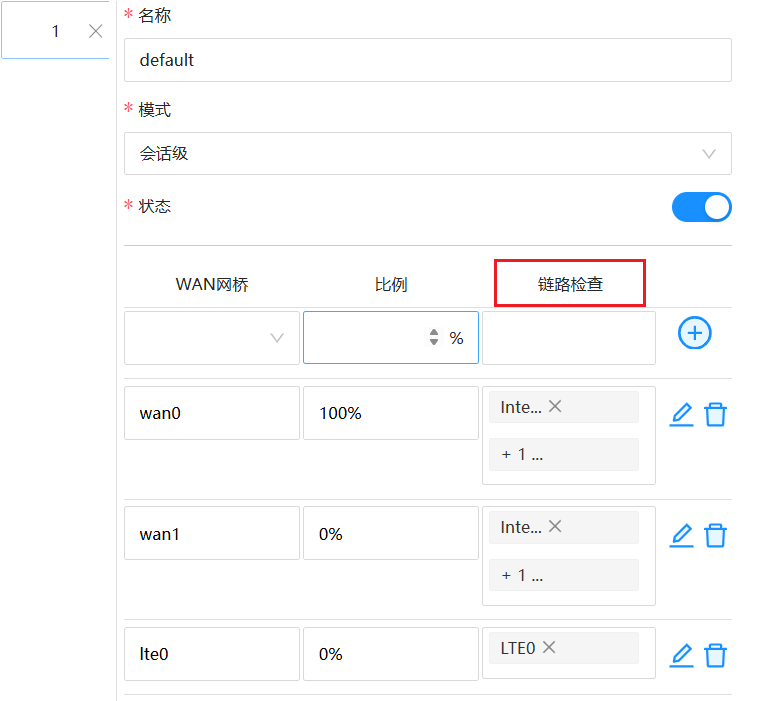 1
* 名称
default
* 模式
会话级
* 状态
WAN网桥 比例 链路检查
%
wan0 100% Inte...
+ 1 ...
wan1 0% Inte...
+ 1 ...
lte0 0% LTE0